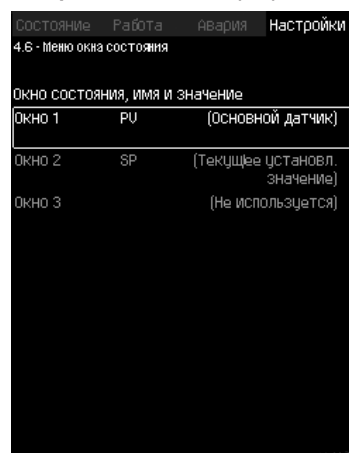 Состояние Работа Авария Настройки
4.6 - Меню окна состояния
Окно состояния, имя и значение
Окно 1 PV (Основной датчик)
Окно 2 SP (Текущее установл.
значение)
Окно 3 (Не используется)